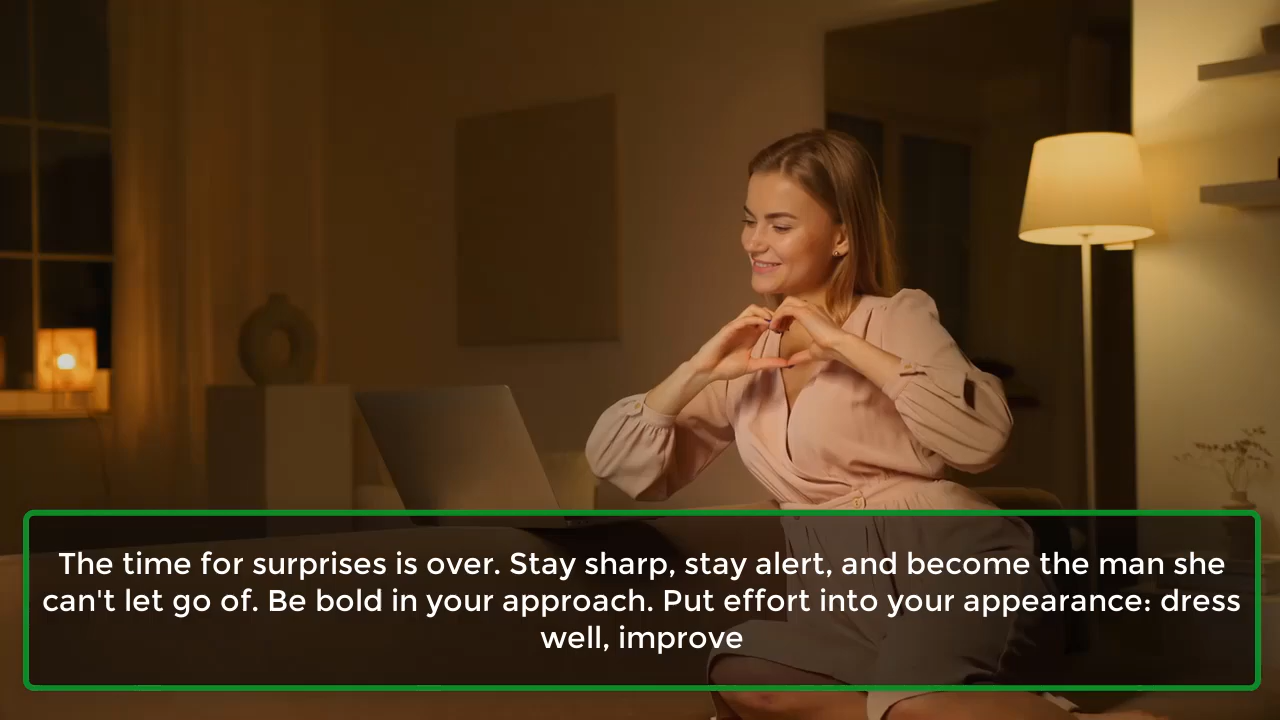 The time for surprises is over. Stay sharp, stay alert, and become the man she
can't let go of. Be bold in your approach. Put effort into your appearance: dress
well, improve